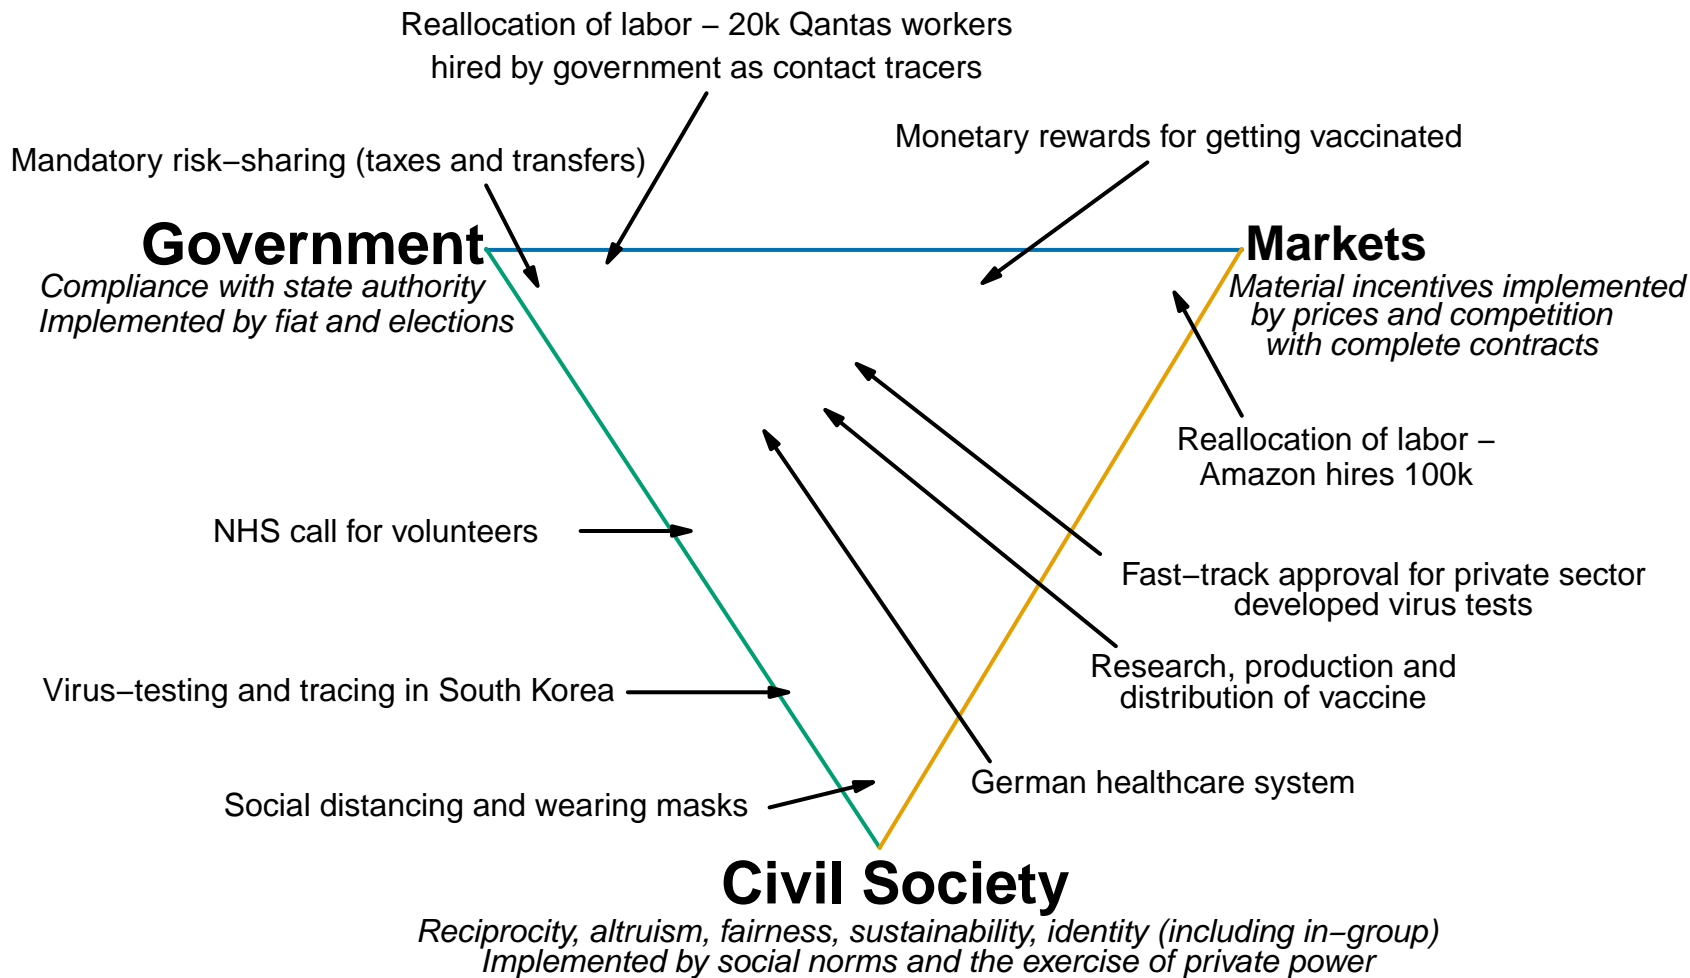 Reallocation of labor – 20k Qantas workers
hired by government as contact tracers
Monetary rewards for getting vaccinated
Mandatory risk–sharing (taxes and transfers)
Government
Compliance with state authority
Implemented by fiat and elections
Markets
Material incentives implemented
by prices and competition
with complete contracts
Reallocation of labor –
Amazon hires 100k
NHS call for volunteers
Fast–track approval for private sector
developed virus tests
Research, production and
distribution of vaccine
Virus–testing and tracing in South Korea
German healthcare system
Social distancing and wearing masks
Civil Society
Reciprocity, altruism, fairness, sustainability, identity (including in–group)
Implemented by social norms and the exercise of private power